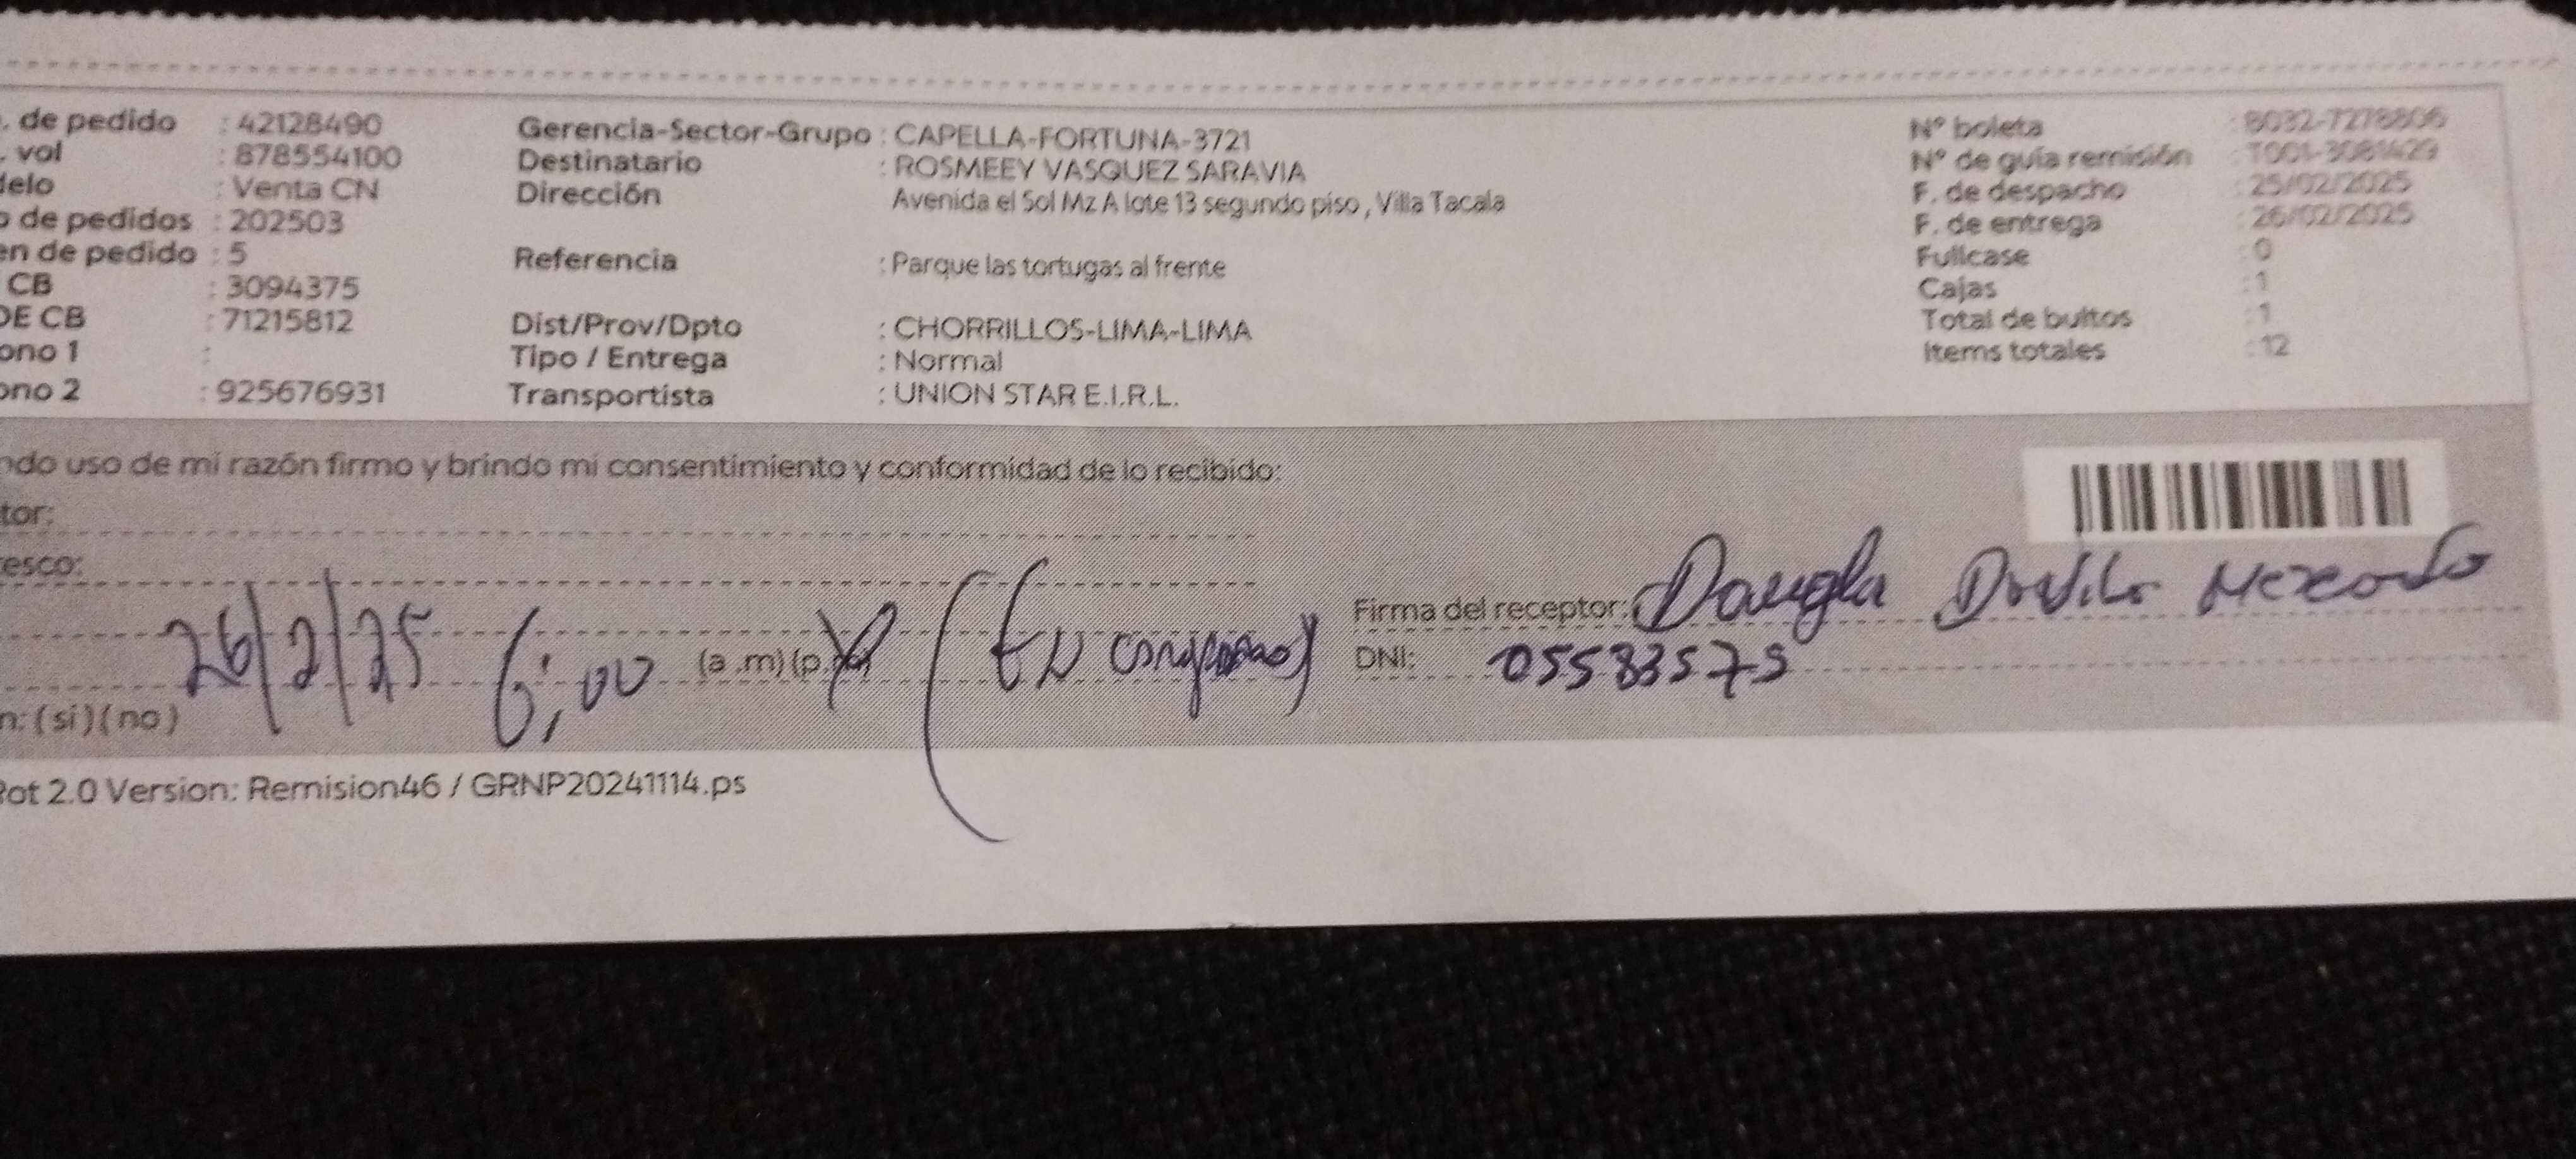 . de pedido : 42128490 Gerencia-Sector-Grupo : CAPELLA-FORTUNA-3721 Nº boleta : B032-7278806
. vol : 878554100 Destinatario : ROSMEEY VASQUEZ SARAVIA Nº de guía remisión : T001-3081429
delo : Venta CN Dirección Avenida el Sol Mz A lote 13 segundo piso , Villa Tacala F. de despacho : 25/02/2025
o de pedidos : 202503 F. de entrega : 26/02/2025
en de pedido : 5 Referencia : Parque las tortugas al frente Fullcase : 0
CB : 3094375 Cajas : 1
DE CB : 71215812 Dist/Prov/Dpto : CHORRILLOS-LIMA-LIMA Total de bultos : 1
ono 1 : Tipo / Entrega : Normal Items totales : 12
ono 2 : 925676931 Transportista : UNION STAR E.I.R.L.
ndo uso de mi razón firmo y brindo mi consentimiento y conformidad de lo recibido:
tor:
esco:
Firma del receptor: Dougla
26/2/25 6:00 (a .m) (p.m) (En DNI: 05583575
n: ( si ) ( no )
Rot 2.0 Version: Remision46 / GRNP20241114.ps